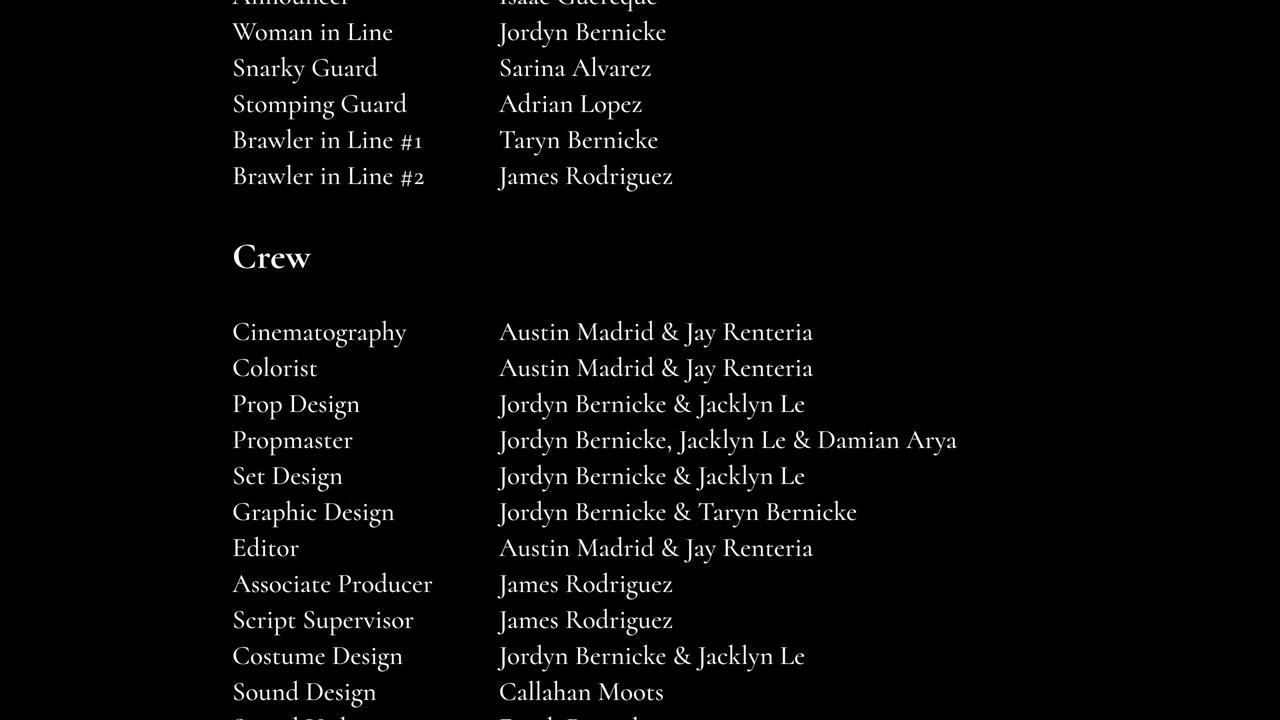 Announcer Isaac Guereque
Woman in Line Jordyn Bernicke
Snarky Guard Sarina Alvarez
Stomping Guard Adrian Lopez
Brawler in Line #1 Taryn Bernicke
Brawler in Line #2 James Rodriguez
Crew
Cinematography Austin Madrid & Jay Renteria
Colorist Austin Madrid & Jay Renteria
Prop Design Jordyn Bernicke & Jacklyn Le
Propmaster Jordyn Bernicke, Jacklyn Le & Damian Arya
Set Design Jordyn Bernicke & Jacklyn Le
Graphic Design Jordyn Bernicke & Taryn Bernicke
Editor Austin Madrid & Jay Renteria
Associate Producer James Rodriguez
Script Supervisor James Rodriguez
Costume Design Jordyn Bernicke & Jacklyn Le
Sound Design Callahan Moots